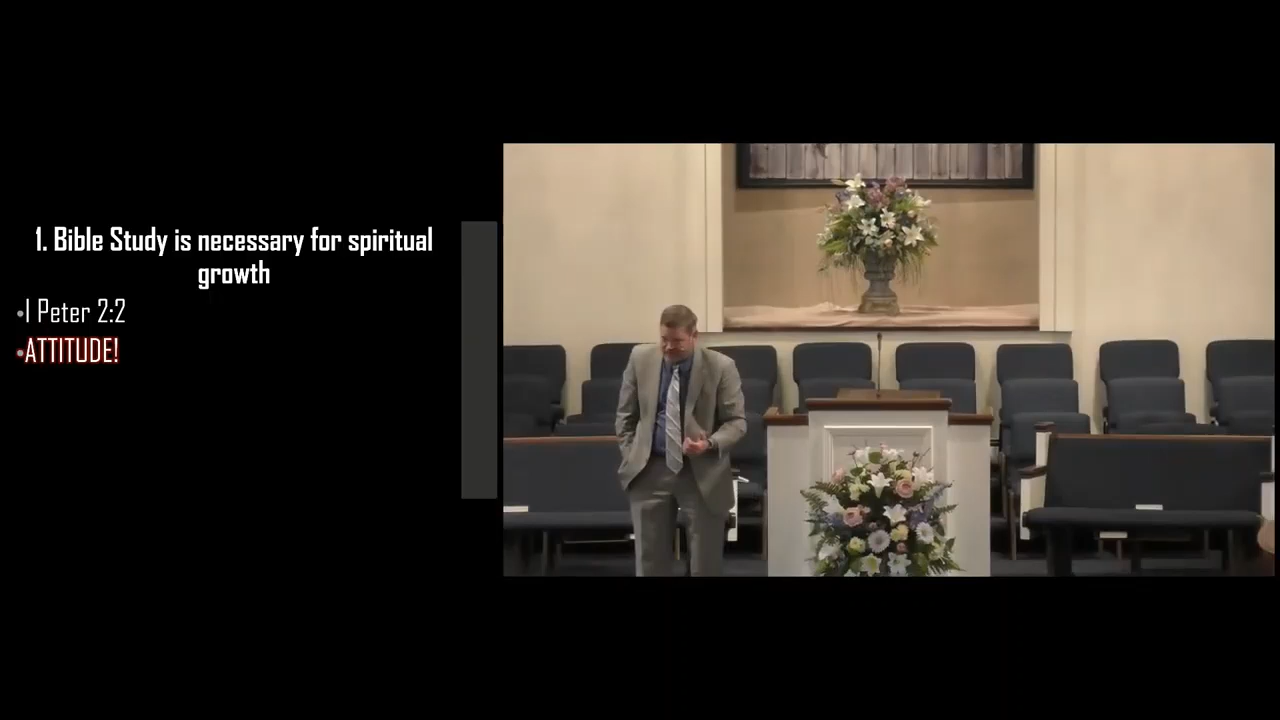 1. Bible Study is necessary for spiritual
growth
•I Peter 2:2
•ATTITUDE!